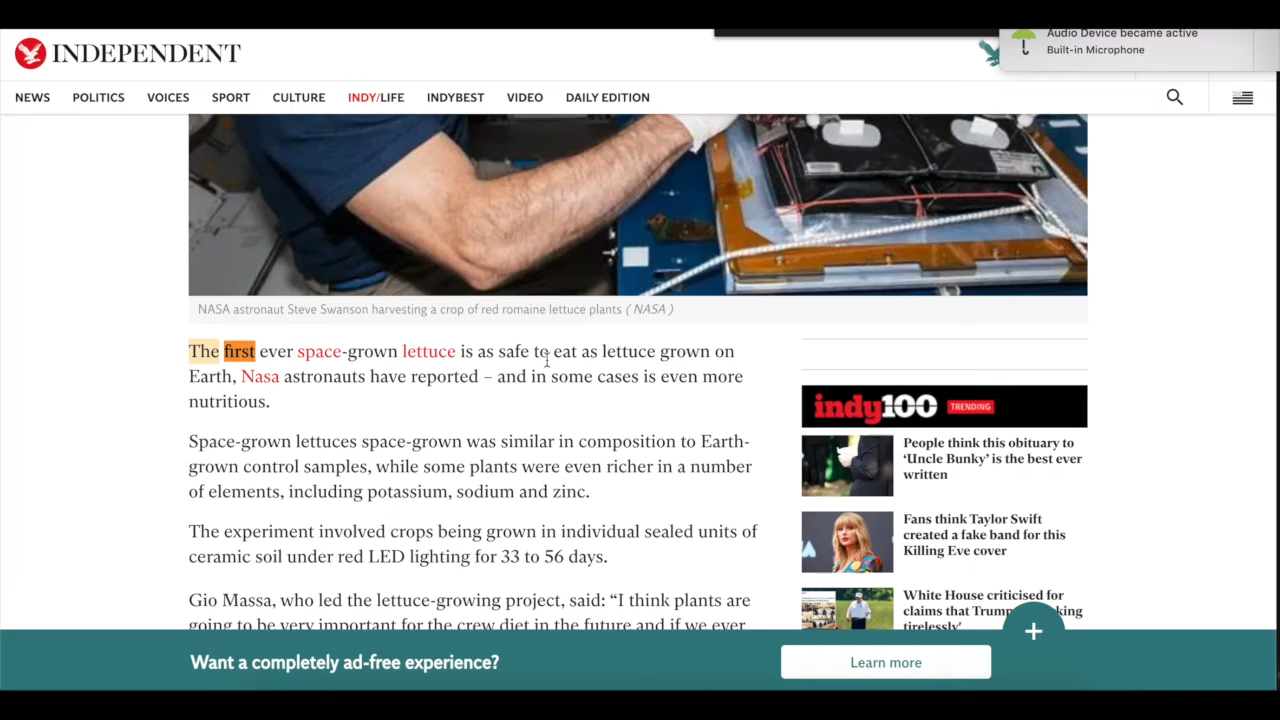 Audio Device became active
Built-in Microphone
INDEPENDENT
NEWS POLITICS VOICES SPORT CULTURE INDY/LIFE INDYBEST VIDEO DAILY EDITION
NASA astronaut Steve Swanson harvesting a crop of red romaine lettuce plants ( NASA )
The first ever space-grown lettuce is as safe to eat as lettuce grown on
Earth, Nasa astronauts have reported – and in some cases is even more
nutritious.
Space-grown lettuces space-grown was similar in composition to Earth-
grown control samples, while some plants were even richer in a number
of elements, including potassium, sodium and zinc.
The experiment involved crops being grown in individual sealed units of
ceramic soil under red LED lighting for 33 to 56 days.
Gio Massa, who led the lettuce-growing project, said: “I think plants are
going to be very important for the crew diet in the future and if we ever
indy100 TRENDING
People think this obituary to
‘Uncle Bunky’ is the best ever
written
Fans think Taylor Swift
created a fake band for this
Killing Eve cover
White House criticised for
claims that Trump king
tirelessly’
Want a completely ad-free experience?
Learn more
+